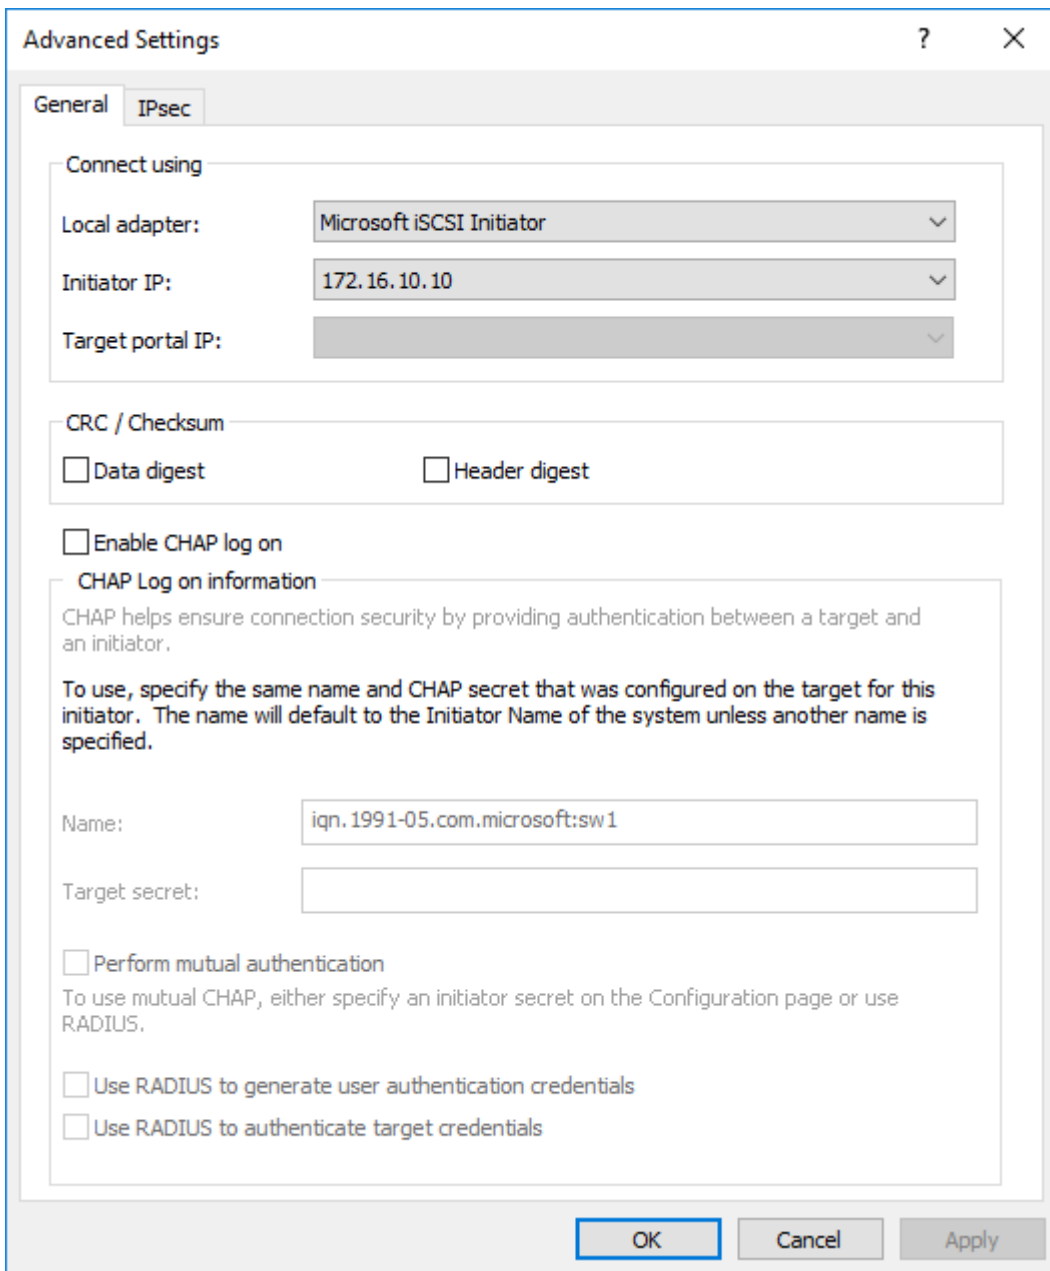 Advanced Settings
?
General
IPsec
Connect using
Local adapter:
Microsoft iSCSI Initiator
Initiator IP:
172.16.10.10
Target portal IP:
CRC / Checksum
Data digest
Header digest
Enable CHAP log on
CHAP Log on information
CHAP helps ensure connection security by providing authentication between a target and
an initiator.
To use, specify the same name and CHAP secret that was configured on the target for this
initiator.  The name will default to the Initiator Name of the system unless another name is
specified.
Name:
iqn.1991-05.com.microsoft:sw1
Target secret:
Perform mutual authentication
To use mutual CHAP, either specify an initiator secret on the Configuration page or use
RADIUS.
Use RADIUS to generate user authentication credentials
Use RADIUS to authenticate target credentials
OK
Cancel
Apply